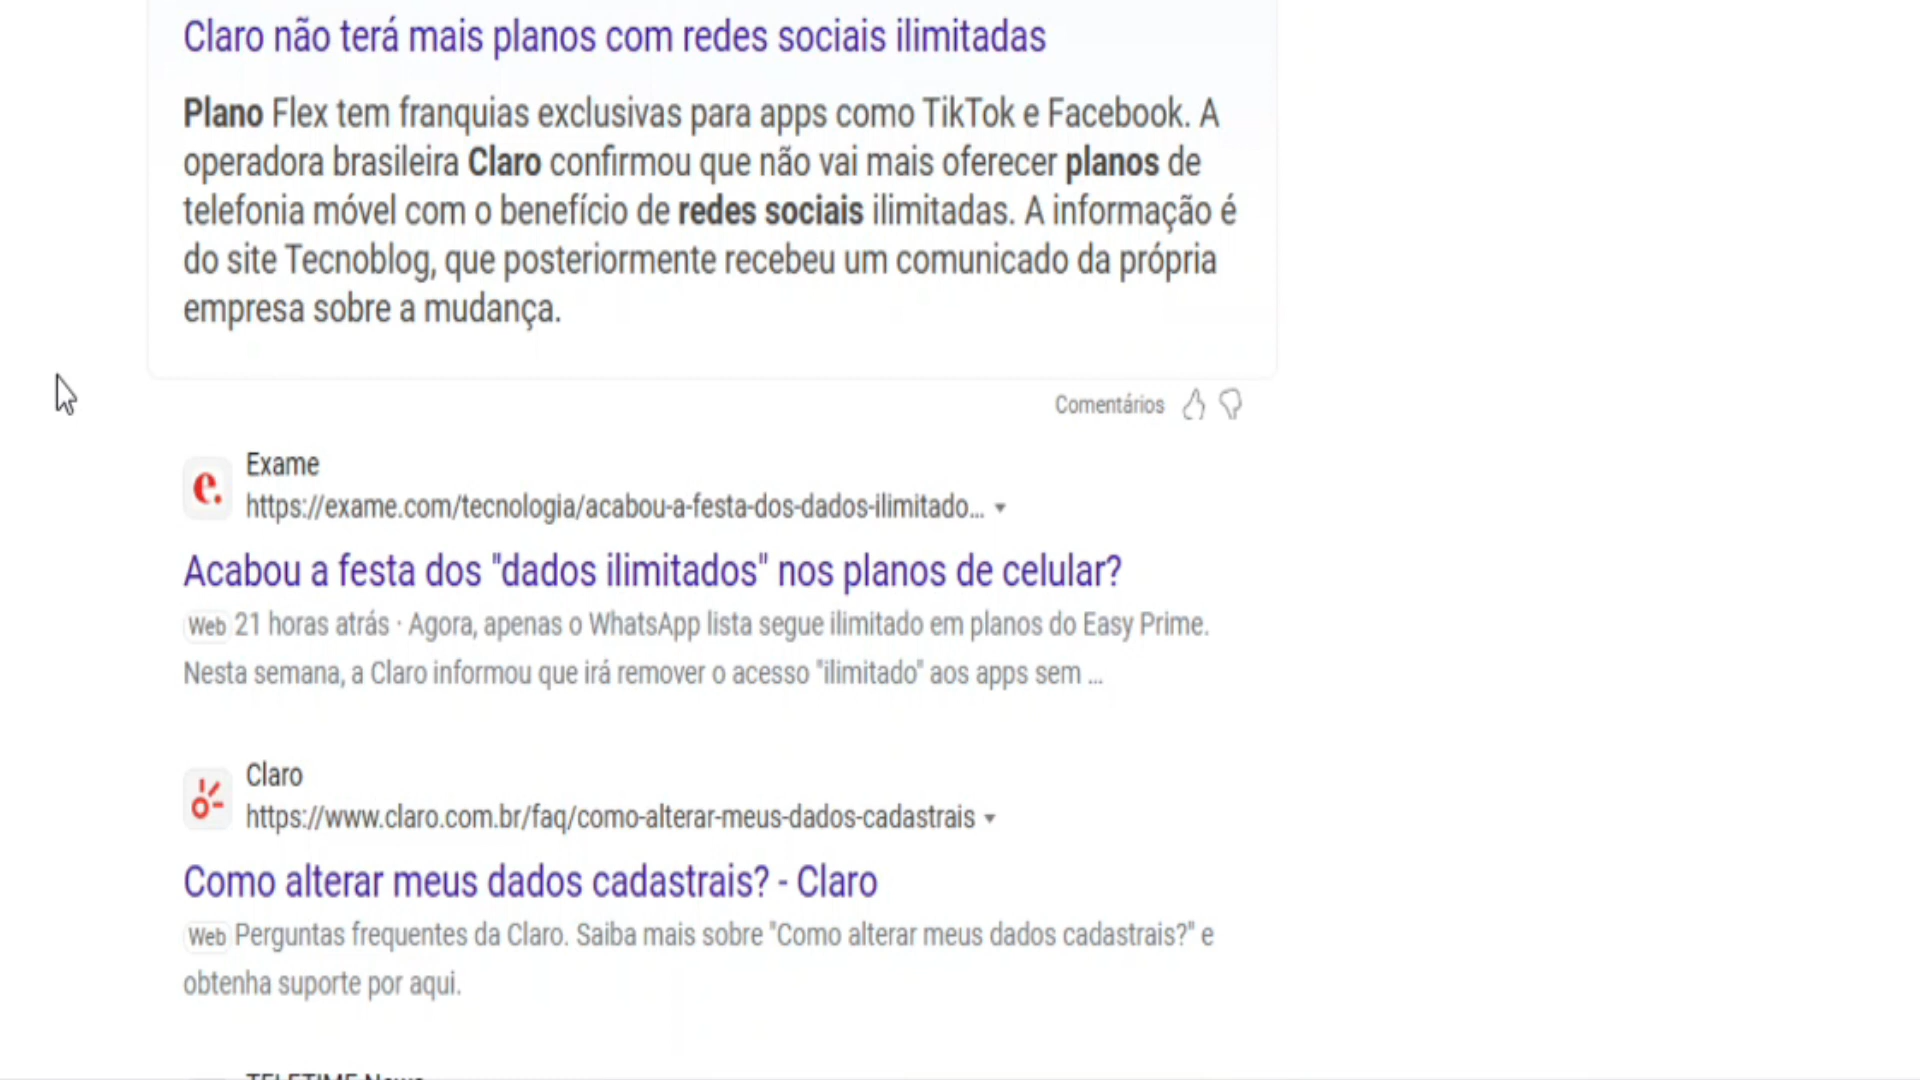 Claro não terá mais planos com redes sociais ilimitadas
Plano Flex tem franquias exclusivas para apps como TikTok e Facebook. A
operadora brasileira Claro confirmou que não vai mais oferecer planos de
telefonia móvel com o benefício de redes sociais ilimitadas. A informação é
do site Tecnoblog, que posteriormente recebeu um comunicado da própria
empresa sobre a mudança.
Comentários
Exame
https://exame.com/tecnologia/acabou-a-festa-dos-dados-ilimitado...
Acabou a festa dos "dados ilimitados" nos planos de celular?
Web 21 horas atrás · Agora, apenas o WhatsApp lista segue ilimitado em planos do Easy Prime.
Nesta semana, a Claro informou que irá remover o acesso "ilimitado" aos apps sem ...
Claro
https://www.claro.com.br/faq/como-alterar-meus-dados-cadastrais
Como alterar meus dados cadastrais? - Claro
Web Perguntas frequentes da Claro. Saiba mais sobre "Como alterar meus dados cadastrais?" e
obtenha suporte por aqui.
TELETIME News